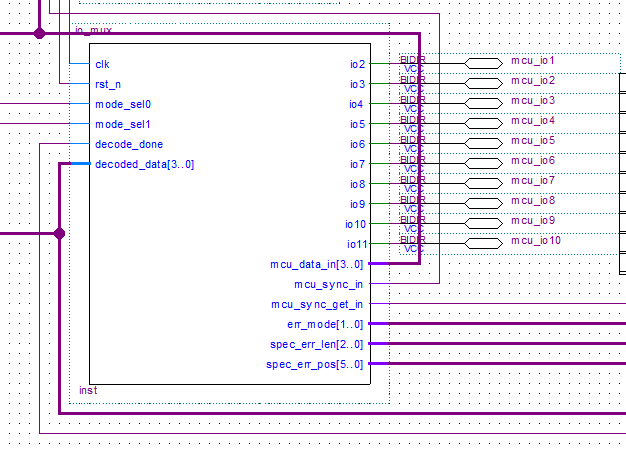 io_mux
clk io2 BIDIR VCC mcu_io1
rst_n io3 BIDIR VCC mcu_io2
mode_sel0 io4 BIDIR VCC mcu_io3
mode_sel1 io5 BIDIR VCC mcu_io4
decode_done io6 BIDIR VCC mcu_io5
decoded_data[3..0] io7 BIDIR VCC mcu_io6
io8 BIDIR VCC mcu_io7
io9 BIDIR VCC mcu_io8
io10 BIDIR VCC mcu_io9
io11 BIDIR VCC mcu_io10
mcu_data_in[3..0]
mcu_sync_in
mcu_sync_get_in
err_mode[1..0]
spec_err_len[2..0]
spec_err_pos[5..0]
inst